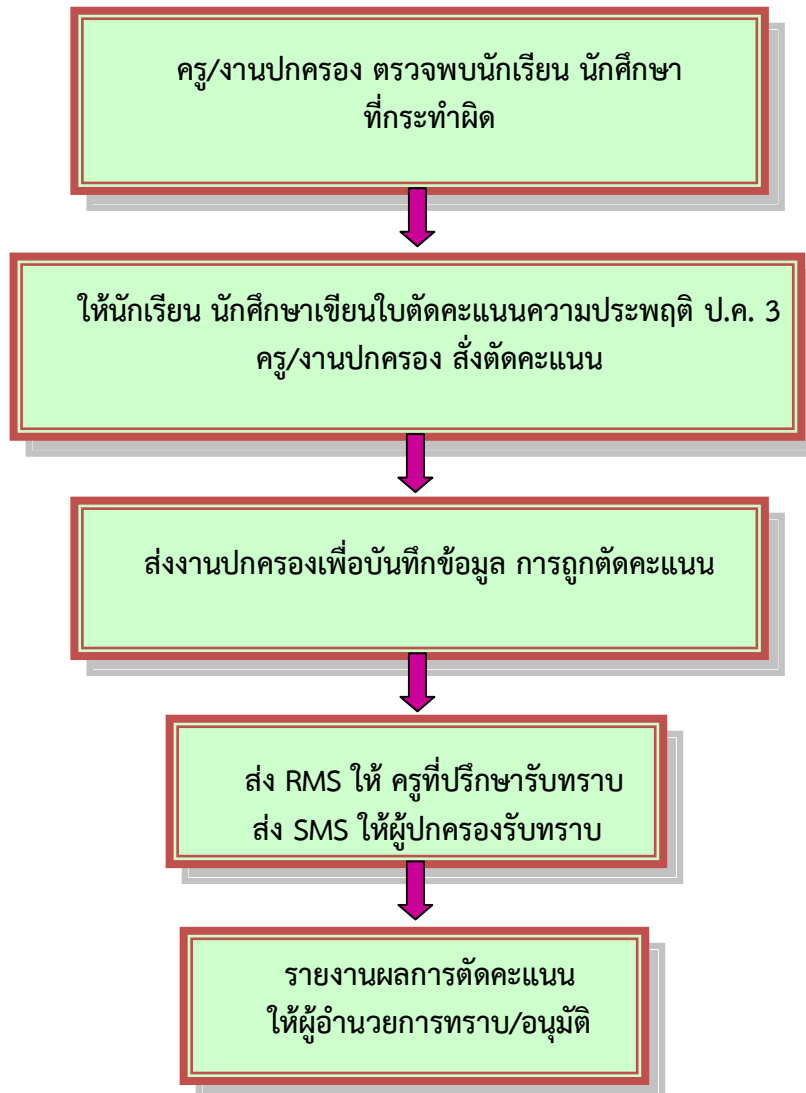 ครู/งานปกครอง ตรวจพบนักเรียน นักศึกษา
ที่กระทำผิด
ให้นักเรียน นักศึกษาเขียนใบตัดคะแนนความประพฤติ ป.ค. 3
ครู/งานปกครอง สั่งตัดคะแนน
ส่งงานปกครองเพื่อบันทึกข้อมูล การถูกตัดคะแนน
ส่ง RMS ให้ ครูที่ปรึกษารับทราบ
ส่ง SMS ให้ผู้ปกครองรับทราบ
รายงานผลการตัดคะแนน
ให้ผู้อำนวยการทราบ/อนุมัติ